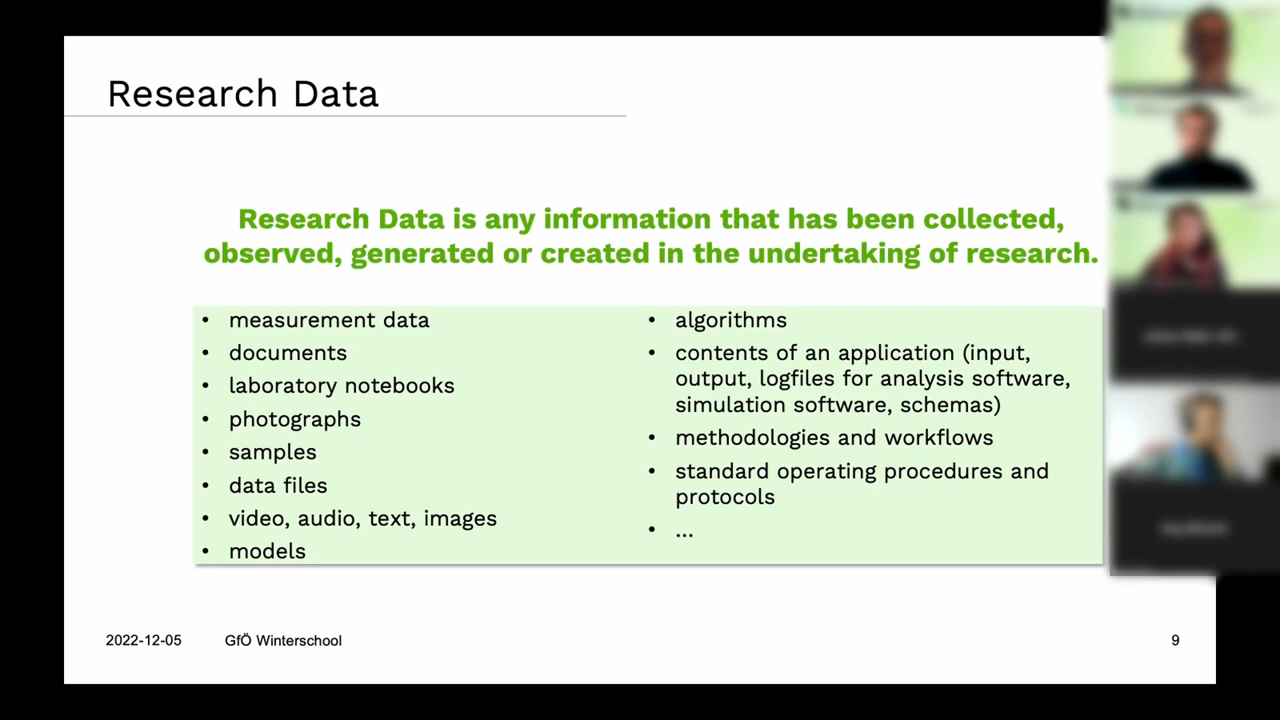 Research Data
Research Data is any information that has been collected,
observed, generated or created in the undertaking of research.
• measurement data
• documents
• laboratory notebooks
• photographs
• samples
• data files
• video, audio, text, images
• models
• algorithms
• contents of an application (input,
output, logfiles for analysis software,
simulation software, schemas)
• methodologies and workflows
• standard operating procedures and
protocols
• ...
2022-12-05
GfÖ Winterschool
9